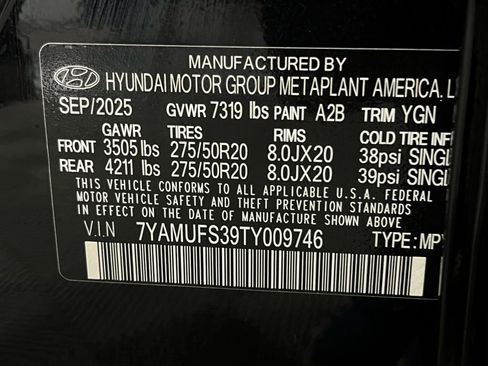 MANUFACTURED BY
HYUNDAI MOTOR GROUP METAPLANT AMERICA. L
SEP/2025 GVWR 7319 lbs PAINT A2B TRIM YGN
GAWR TIRES RIMS COLD TIRE INF
FRONT 3505 lbs 275/50R20 8.0JX20 38psi SINGL
REAR 4211 lbs 275/50R20 8.0JX20 39psi SINGL
THIS VEHICLE CONFORMS TO ALL APPLICABLE U.S.A. FEDERAL
MOTOR VEHICLE SAFETY AND THEFT PREVENTION STANDARDS
IN EFFECT ON THE DATE OF MANUFACTURE SHOWN ABOVE
V.I.N 7YAMUFS39TY009746 TYPE: MP